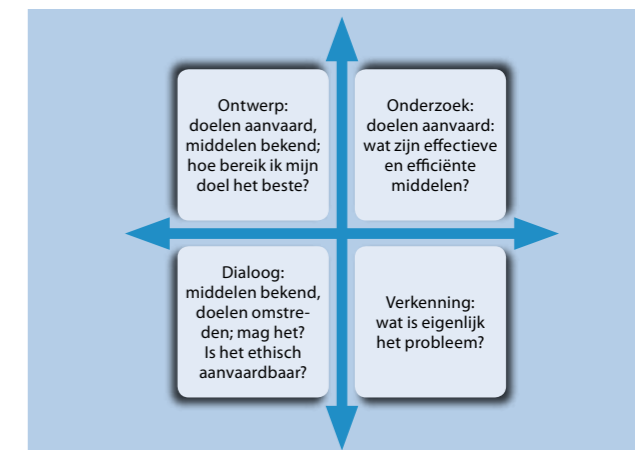 Ontwerp:
doelen aanvaard,
middelen bekend;
hoe bereik ik mijn
doel het beste?
Onderzoek:
doelen aanvaard:
wat zijn effectieve
en efficiënte
middelen?
Dialoog:
middelen bekend,
doelen omstre-
den; mag het?
Is het ethisch
aanvaardbaar?
Verkenning:
wat is eigenlijk
het probleem?